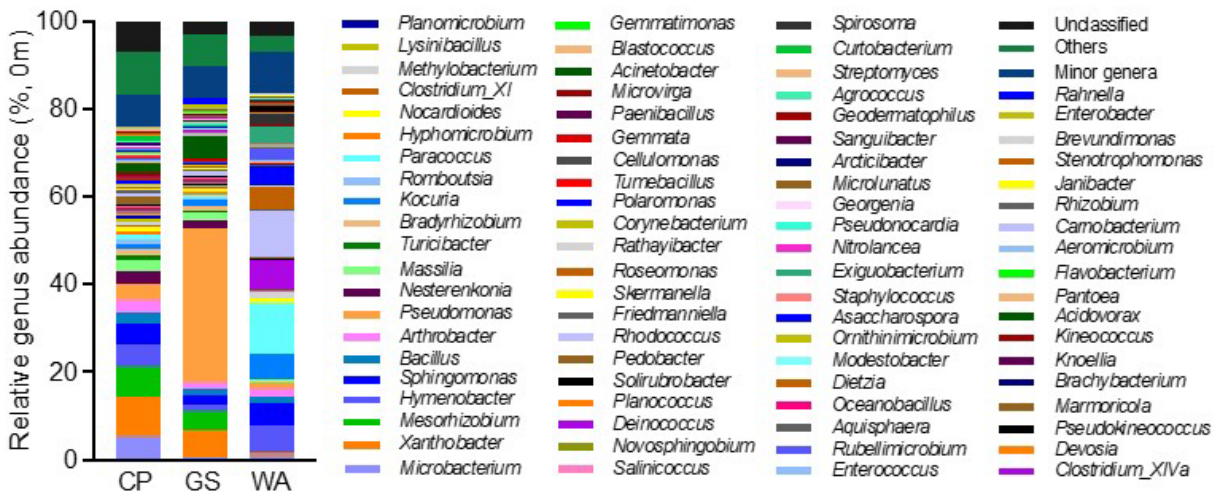 Relative genus abundance (%, 0m)
100
80
60
40
20
0
CP GS WA
Planomicrobium
Lysinibacillus
Methylobacterium
Clostridium_XI
Nocardioides
Hyphomicrobium
Paracoccus
Romboutsia
Kocuria
Bradyrhizobium
Turicibacter
Massilia
Nesterenkonia
Pseudomonas
Arthrobacter
Bacillus
Sphingomonas
Hymenobacter
Mesorhizobium
Xanthobacter
Microbacterium
Gemmatimonas
Blastococcus
Acinetobacter
Microvirga
Paenibacillus
Gemmata
Cellulomonas
Tumebacillus
Polaromonas
Corynebacterium
Rathayibacter
Roseomonas
Skermanella
Friedmanniella
Rhodococcus
Pedobacter
Solirubrobacter
Planococcus
Deinococcus
Novosphingobium
Salinicoccus
Spirosoma
Curtobacterium
Streptomyces
Agrococcus
Geodermatophilus
Sanguibacter
Arcticibacter
Microlunatus
Georgenia
Pseudonocardia
Nitrolancea
Exiguobacterium
Staphylococcus
Asaccharospora
Ornithinimicrobium
Modestobacter
Dietzia
Oceanobacillus
Aquisphaera
Rubellimicrobium
Enterococcus
Unclassified
Others
Minor genera
Rahnella
Enterobacter
Brevundimonas
Stenotrophomonas
Janibacter
Rhizobium
Carnobacterium
Aeromicrobium
Flavobacterium
Pantoea
Acidovorax
Kineococcus
Knoellia
Brachybacterium
Marmoricola
Pseudokineococcus
Devosia
Clostridium_XIVa